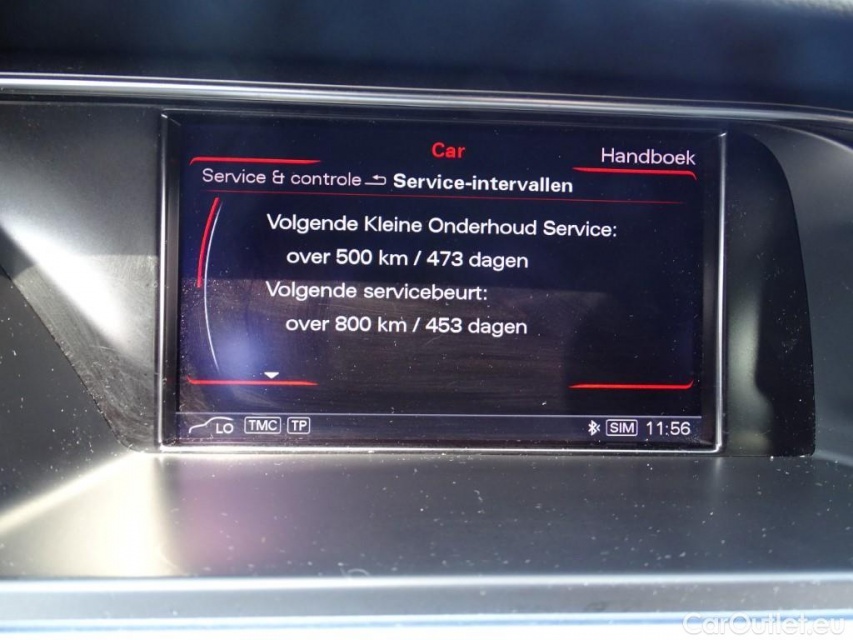 Car
Handboek
Service & controle Service-intervallen
Volgende Kleine Onderhoud Service:
over 500 km / 473 dagen
Volgende servicebeurt:
over 800 km / 453 dagen
LO TMC TP SIM 11:56
CarOutlet.eu